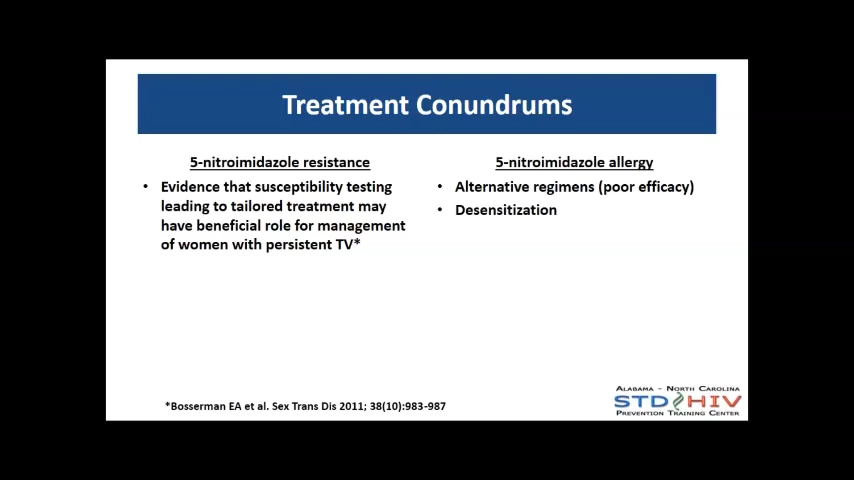 Treatment Conundrums
5-nitroimidazole resistance
• Evidence that susceptibility testing
leading to tailored treatment may
have beneficial role for management
of women with persistent TV*
5-nitroimidazole allergy
• Alternative regimens (poor efficacy)
• Desensitization
*Bosserman EA et al. Sex Trans Dis 2011; 38(10):983-987
Alabama - North Carolina
STD HIV
Prevention Training Center